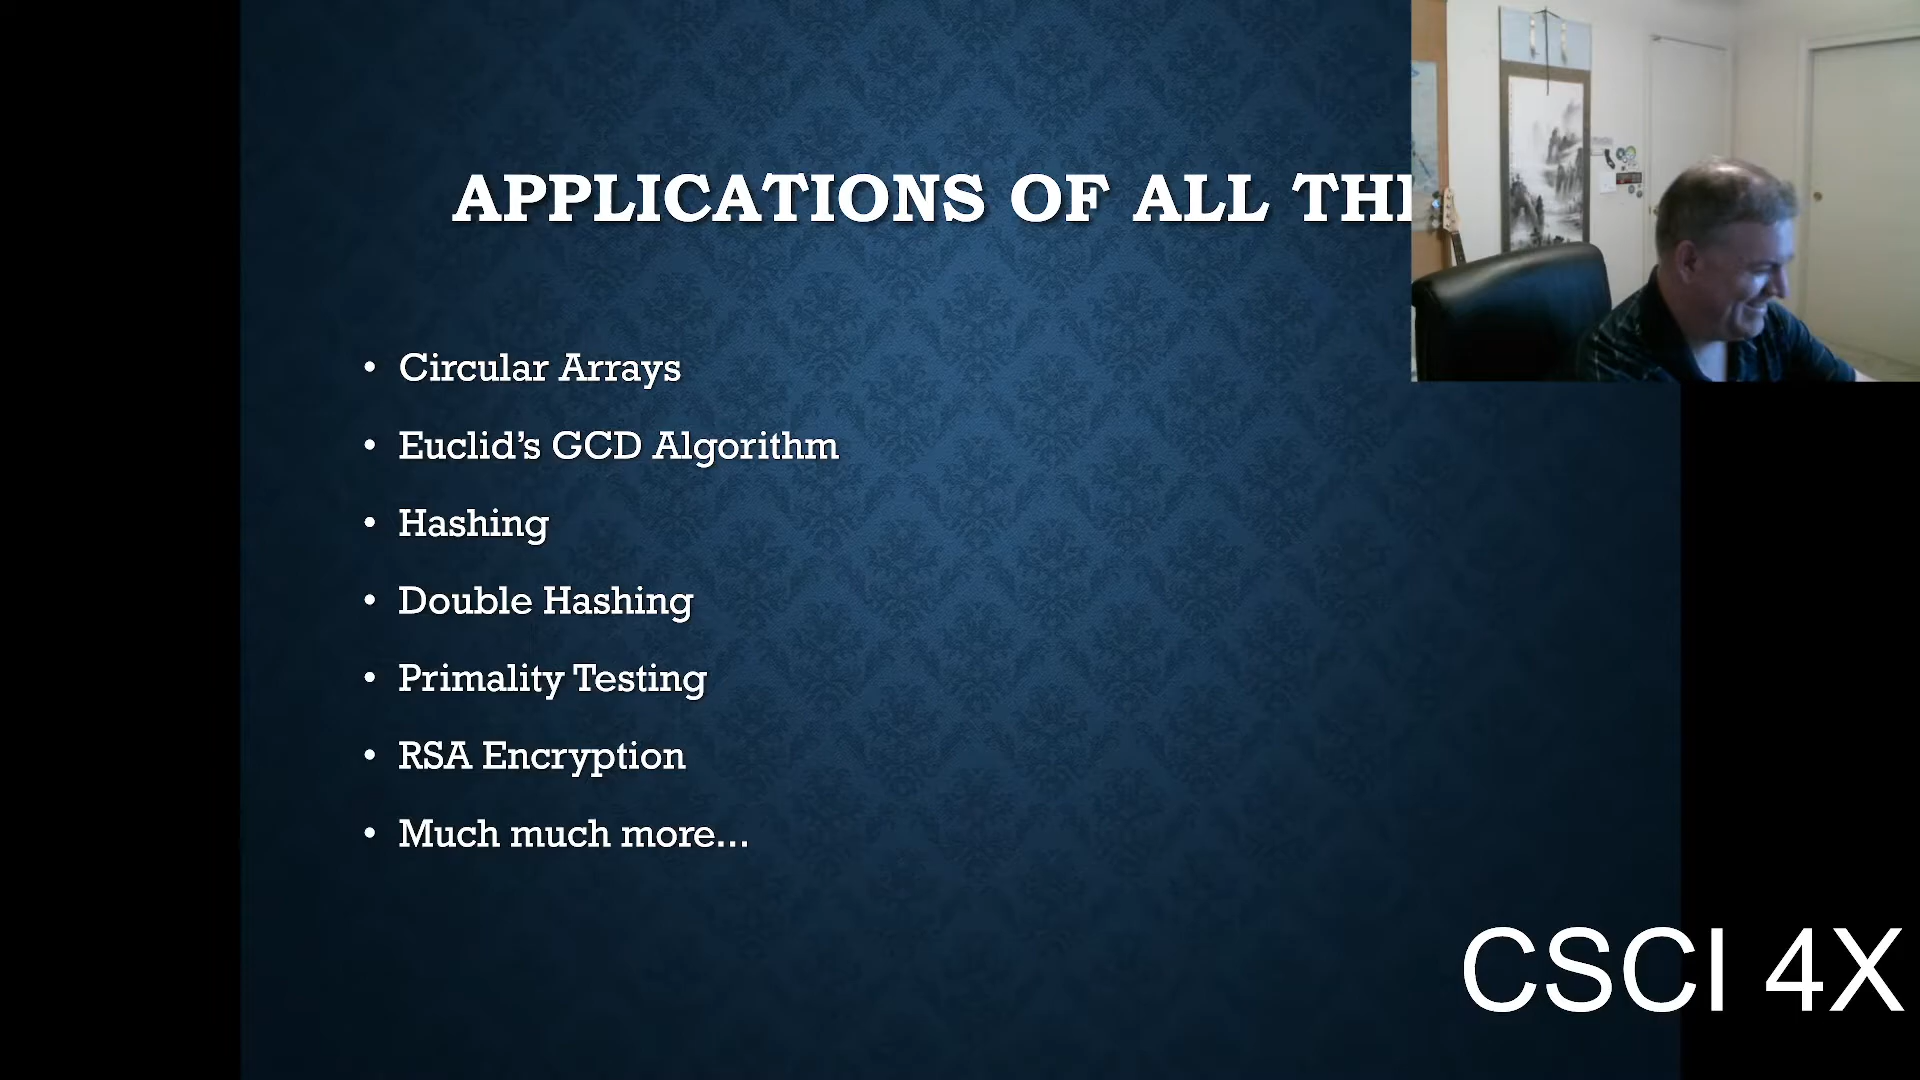 APPLICATIONS OF ALL
Circular Arrays
Euclid’s GCD Algorithm
Hashing
Double Hashing
Primality Testing
RSA Encryption
Much much more...
CSCI 4X